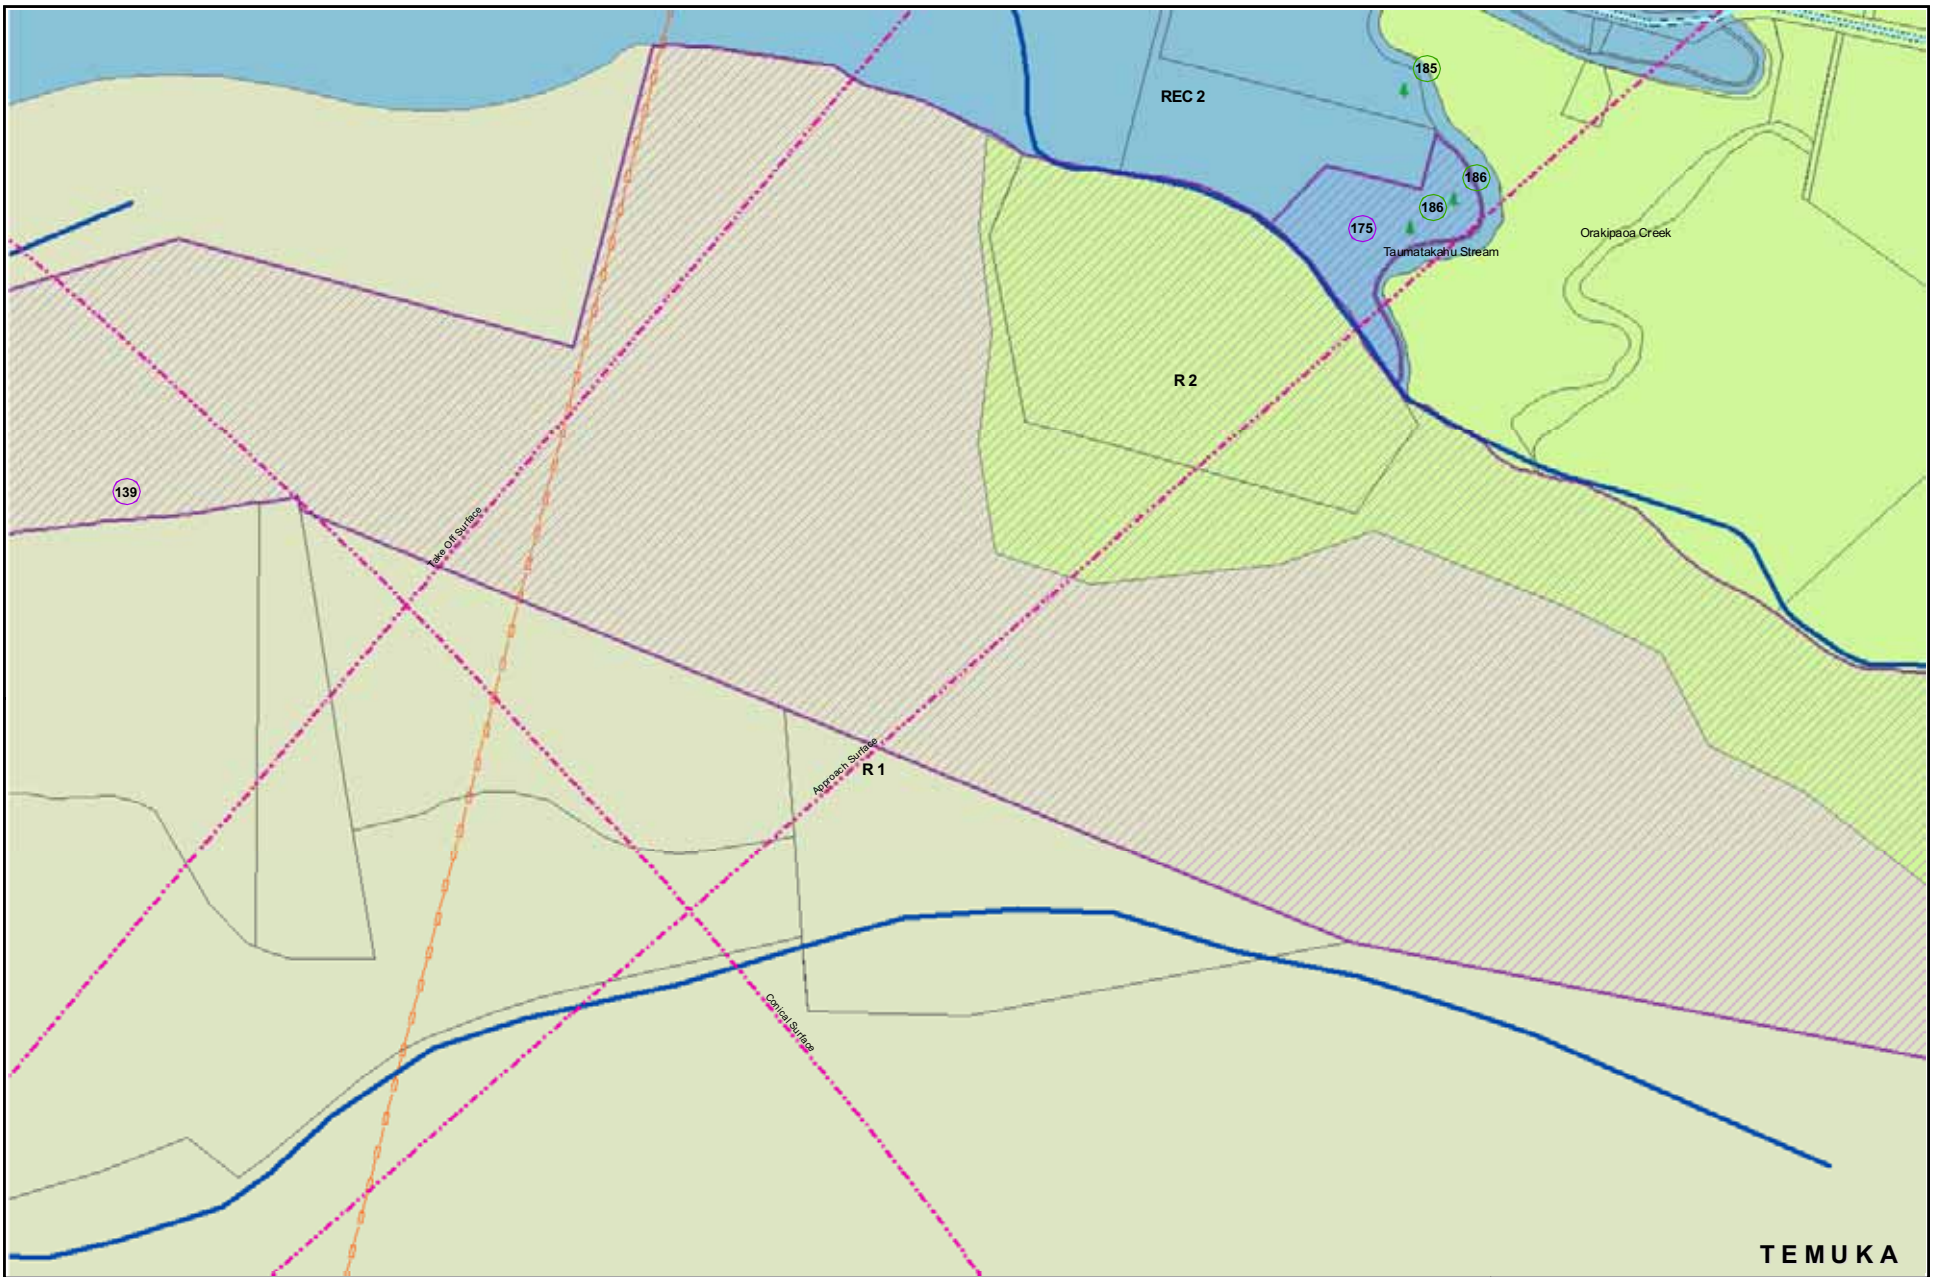 185
REC 2
186
186
175
Orakipaoa Creek
Taumatakahu Stream
R 2
139
Take Off Surface
Approach Surface
R 1
Conical Surface
TEMUKA